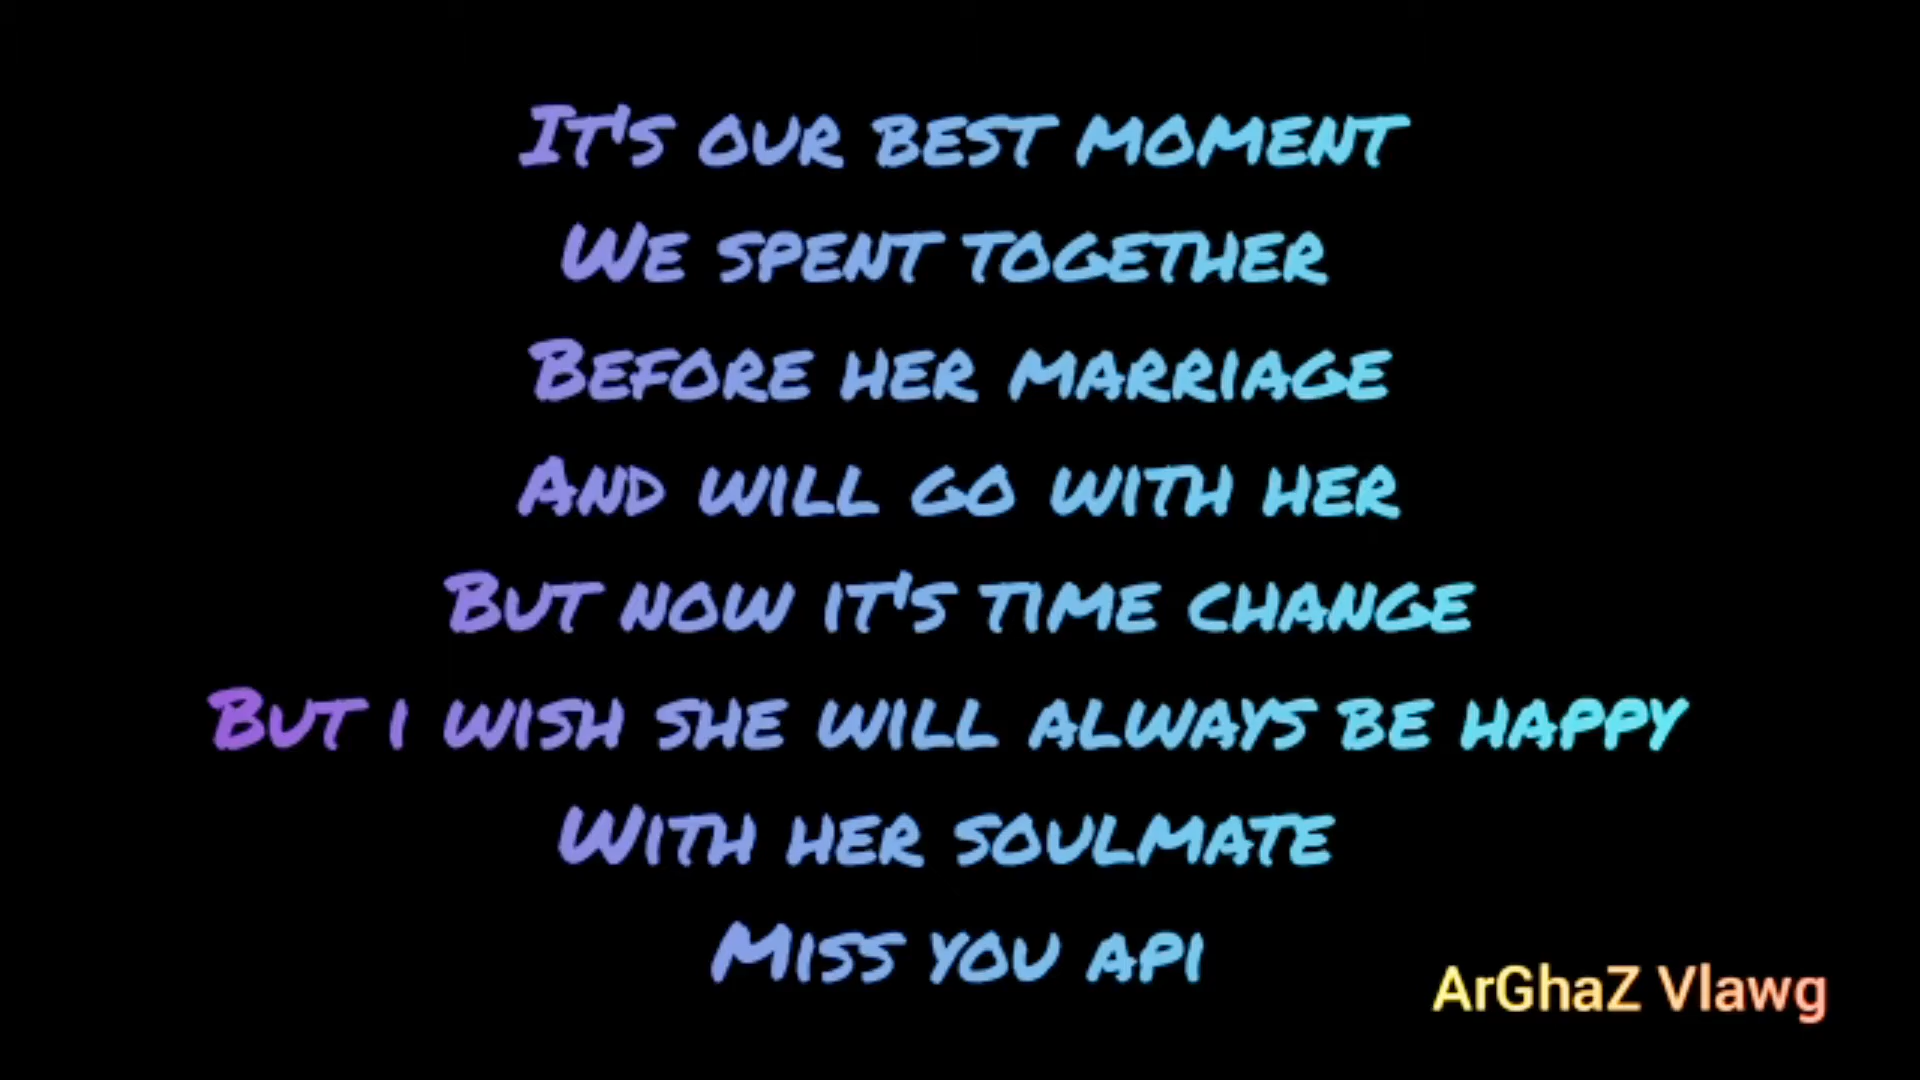 It's our best moment
We spent together
Before her marriage
And will go with her
But now it's time change
But i wish she will always be happy
With her soulmate
Miss you api
ArGhaZ Vlawg